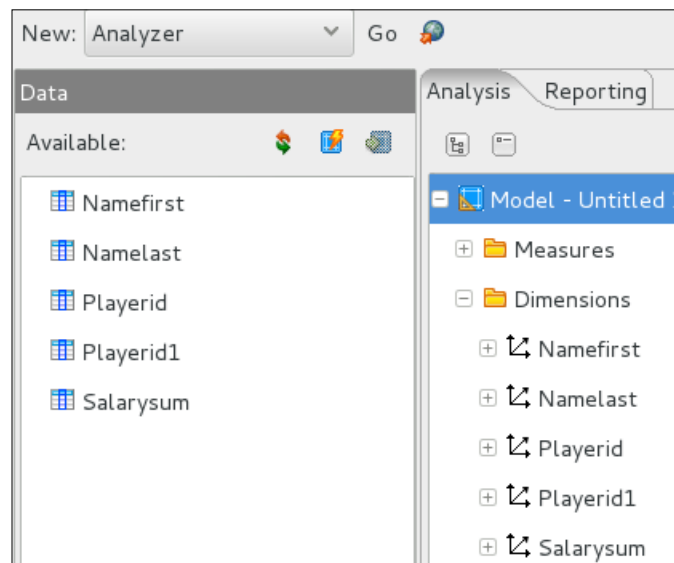 New: Analyzer Go
Data
Available:
Namefirst
Namelast
Playerid
Playerid1
Salarysum
Analysis Reporting
Model - Untitled
Measures
Dimensions
Namefirst
Namelast
Playerid
Playerid1
Salarysum